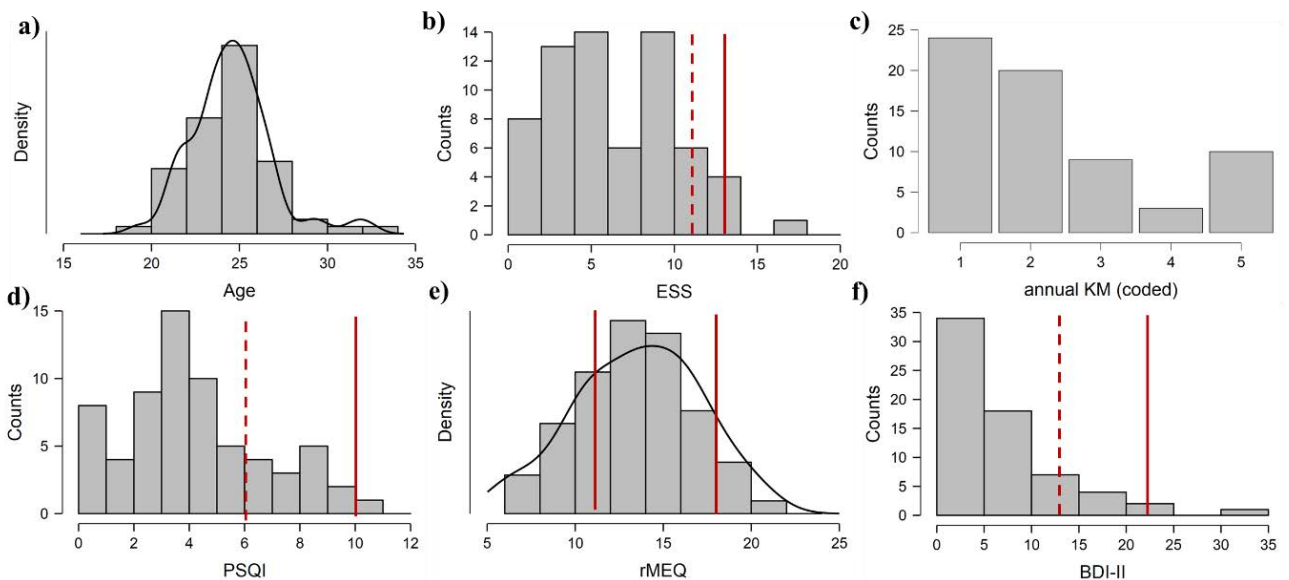 a)
Density
15 20 25 30 35
Age
b)
Counts
14
12
10
8
6
4
2
0
0 5 10 15 20
ESS
c)
Counts
25
20
15
10
5
0
1 2 3 4 5
annual KM (coded)
d)
Counts
15
10
5
0
0 2 4 6 8 10 12
PSQI
e)
Density
5 10 15 20 25
rMEQ
f)
Counts
35
30
25
20
15
10
5
0
0 5 10 15 20 25 30 35
BDI-II